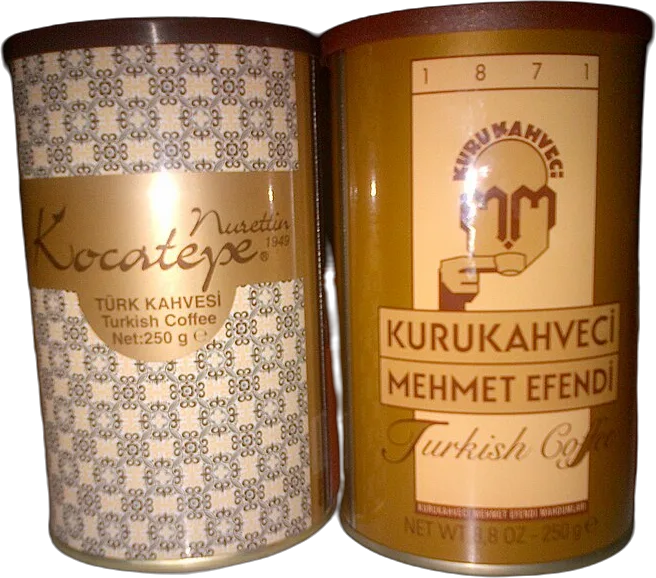 Nurettin
Kocatepe®
1949
TÜRK KAHVESİ
Turkish Coffee
Net:250 g ℮
1 8 7 1
KURUKAHVECİ
MM
KURUKAHVECİ
MEHMET EFENDİ
Turkish Coffee
KURUKAHVECİ MEHMET EFENDİ MAHDUMLARI
NET WT 8,8 OZ - 250 g ℮